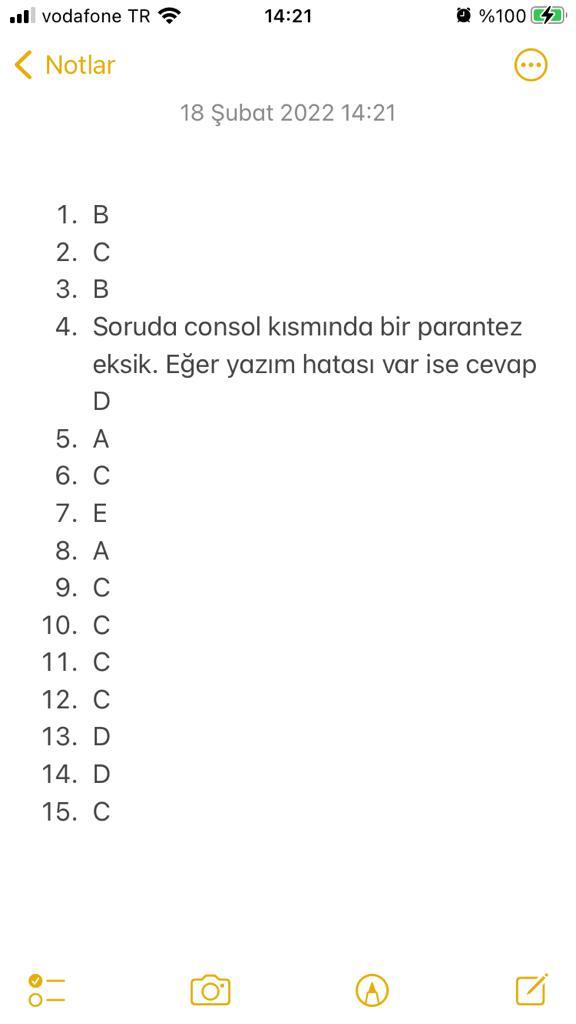 vodafone TR 14:21 %100
Notlar
18 Şubat 2022 14:21
1. B
2. C
3. B
4. Soruda consol kısmında bir parantez
eksik. Eğer yazım hatası var ise cevap
D
5. A
6. C
7. E
8. A
9. C
10. C
11. C
12. C
13. D
14. D
15. C